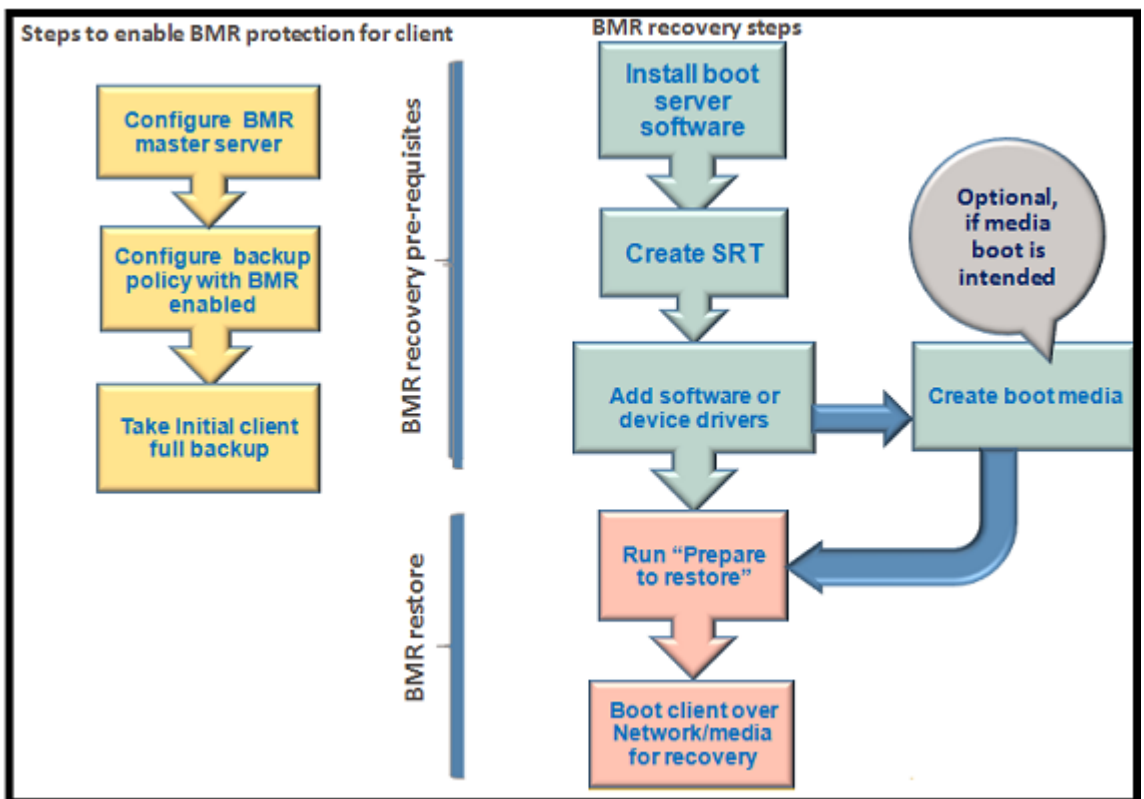 Steps to enable BMR protection for client
Configure BMR
master server
Configure backup
policy with BMR
enabled
Take Initial client
full backup
BMR recovery pre-requisites
BMR restore
BMR recovery steps
Install boot
server
software
Create SRT
Add software or
device drivers
Optional,
if media
boot is
intended
Create boot media
Run “Prepare
to restore”
Boot client over
Network/media
for recovery